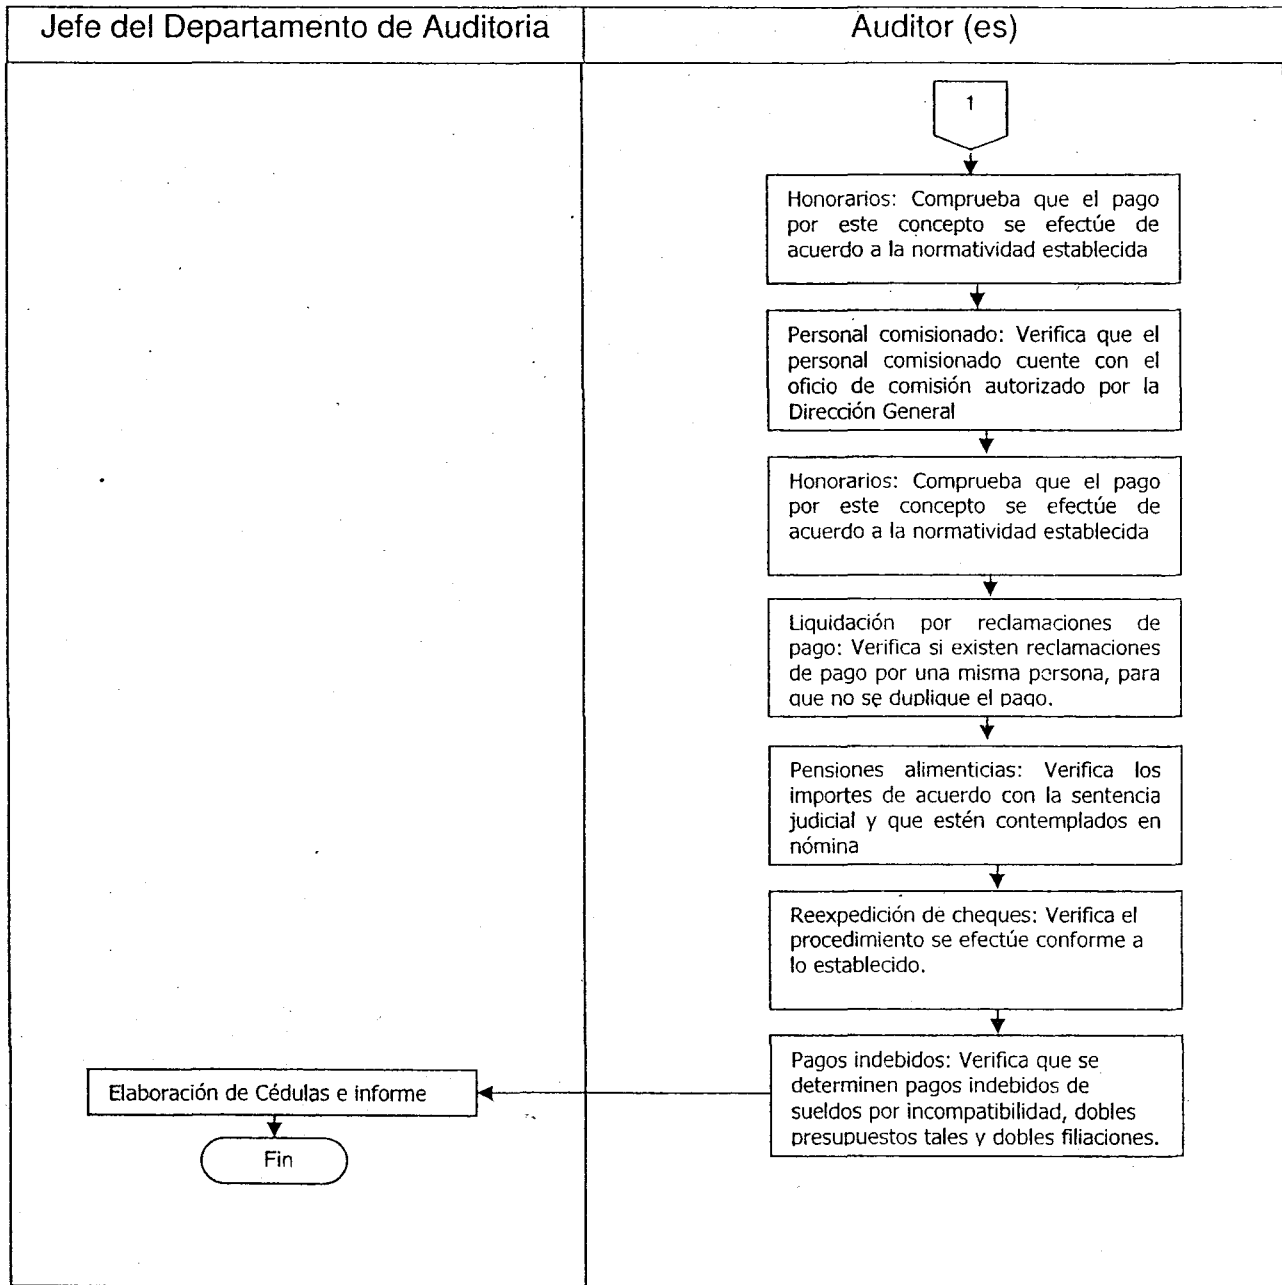 Jefe del Departamento de Auditoria
Auditor (es)
1
Honorarios: Comprueba que el pago
por este concepto se efectúe de
acuerdo a la normatividad establecida
Personal comisionado: Verifica que el
personal comisionado cuente con el
oficio de comisión autorizado por la
Dirección General
Honorarios: Comprueba que el pago
por este concepto se efectúe de
acuerdo a la normatividad establecida
Liquidación por reclamaciones de
pago: Verifica si existen reclamaciones
de pago por una misma persona, para
que no se duplique el pago.
Pensiones alimenticias: Verifica los
importes de acuerdo con la sentencia
judicial y que estén contemplados en
nómina
Reexpedición de cheques: Verifica el
procedimiento se efectúe conforme a
lo establecido.
Pagos indebidos: Verifica que se
determinen pagos indebidos de
sueldos por incompatibilidad, dobles
presupuestos tales y dobles filiaciones.
Elaboración de Cédulas e informe
Fin